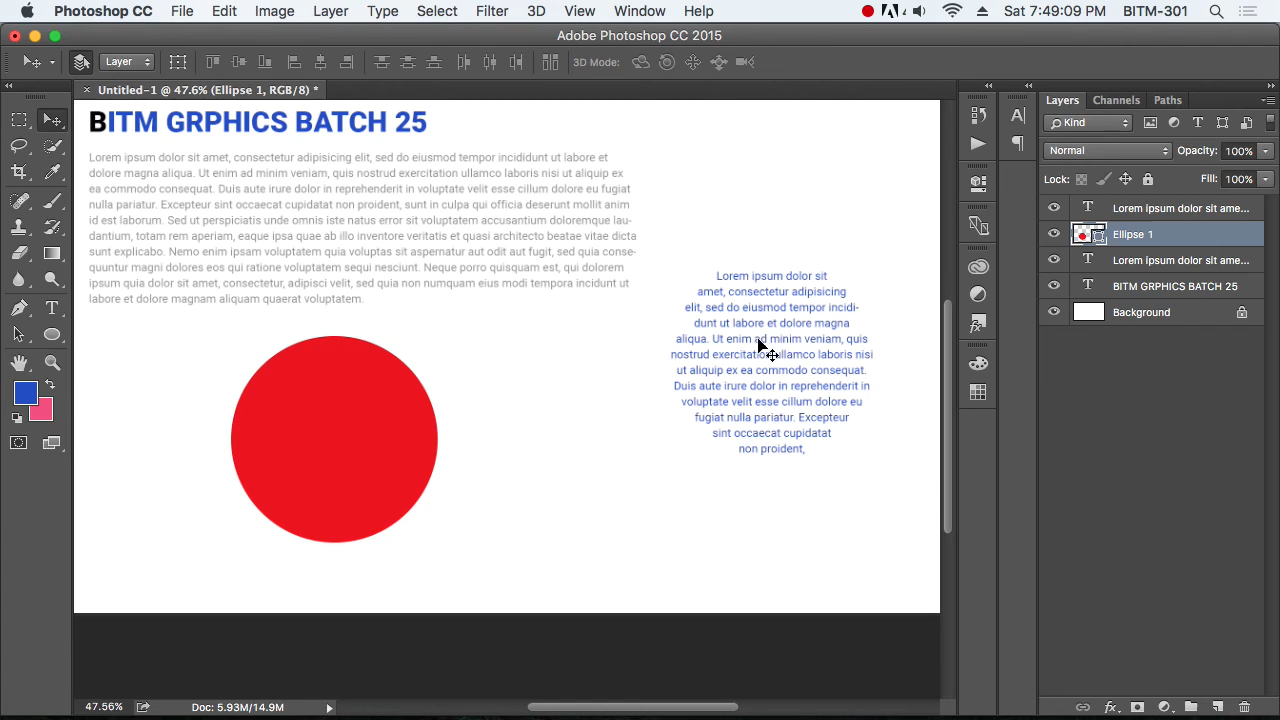 Photoshop CC File Edit Image Layer Type Select Filter 3D View Window Help Sat 7:49:09 PM BITM-301
Adobe Photoshop CC 2015
Layer 3D Mode:
Untitled-1 @ 47.6% (Ellipse 1, RGB/8) *
BITM GRPHICS BATCH 25
Lorem ipsum dolor sit amet, consectetur adipisicing elit, sed do eiusmod tempor incididunt ut labore et
dolore magna aliqua. Ut enim ad minim veniam, quis nostrud exercitation ullamco laboris nisi ut aliquip ex
ea commodo consequat. Duis aute irure dolor in reprehenderit in voluptate velit esse cillum dolore eu fugiat
nulla pariatur. Excepteur sint occaecat cupidatat non proident, sunt in culpa qui officia deserunt mollit anim
id est laborum. Sed ut perspiciatis unde omnis iste natus error sit voluptatem accusantium doloremque lau-
dantium, totam rem aperiam, eaque ipsa quae ab illo inventore veritatis et quasi architecto beatae vitae dicta
sunt explicabo. Nemo enim ipsam voluptatem quia voluptas sit aspernatur aut odit aut fugit, sed quia conse-
quuntur magni dolores eos qui ratione voluptatem sequi nesciunt. Neque porro quisquam est, qui dolorem
ipsum quia dolor sit amet, consectetur, adipisci velit, sed quia non numquam eius modi tempora incidunt ut
labore et dolore magnam aliquam quaerat voluptatem.
Lorem ipsum dolor sit
amet, consectetur adipisicing
elit, sed do eiusmod tempor incidi-
dunt ut labore et dolore magna
aliqua. Ut enim ad minim veniam, quis
nostrud exercitation ullamco laboris nisi
ut aliquip ex ea commodo consequat.
Duis aute irure dolor in reprehenderit in
voluptate velit esse cillum dolore eu
fugiat nulla pariatur. Excepteur
sint occaecat cupidatat
non proident,
Layers Channels Paths
Kind
Normal Opacity: 100%
Lock: Fill: 100%
Lorem ipsum dolor sit ame...
Ellipse 1
Lorem ipsum dolor sit ame...
BITM GRPHICS BATCH 25
Background
47.56% Doc: 5.93M/14.9M